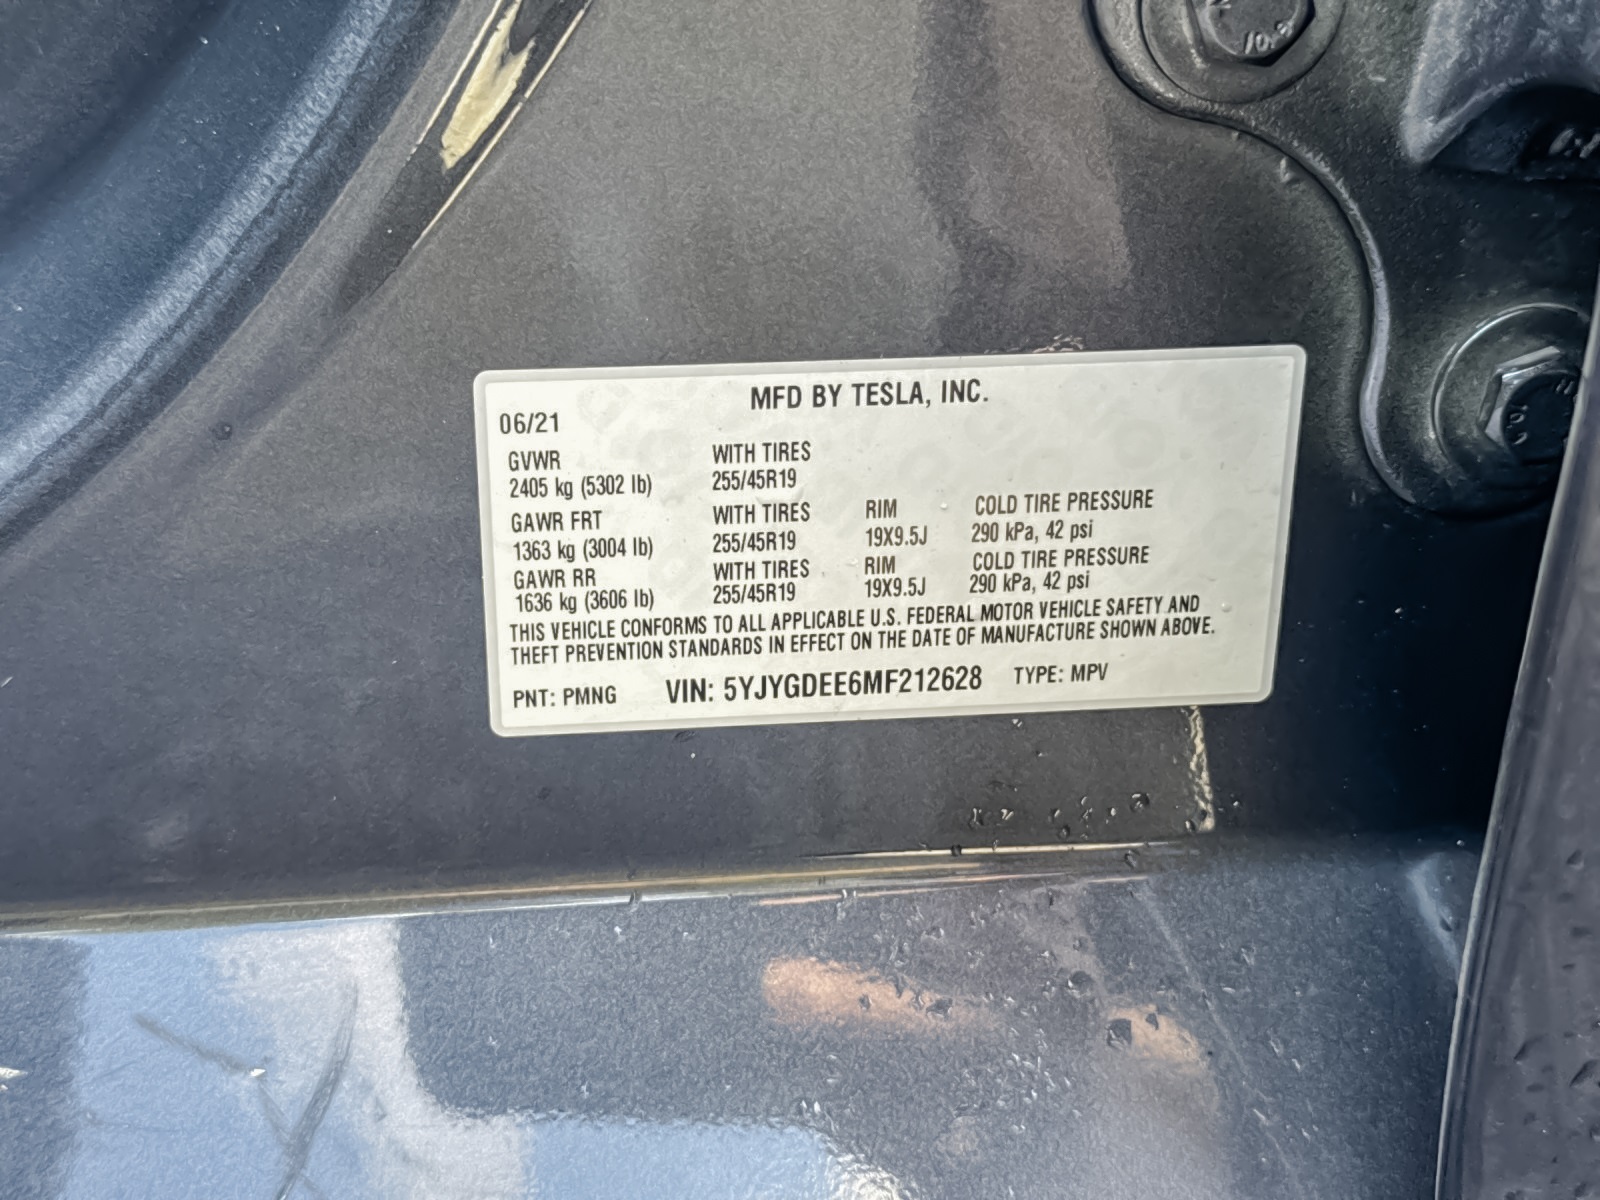 MFD BY TESLA, INC.
06/21
GVWR WITH TIRES
2405 kg (5302 lb) 255/45R19
GAWR FRT WITH TIRES RIM COLD TIRE PRESSURE
1363 kg (3004 lb) 255/45R19 19X9.5J 290 kPa, 42 psi
GAWR RR WITH TIRES RIM COLD TIRE PRESSURE
1636 kg (3606 lb) 255/45R19 19X9.5J 290 kPa, 42 psi
THIS VEHICLE CONFORMS TO ALL APPLICABLE U.S. FEDERAL MOTOR VEHICLE SAFETY AND
THEFT PREVENTION STANDARDS IN EFFECT ON THE DATE OF MANUFACTURE SHOWN ABOVE.
PNT: PMNG VIN: 5YJYGDEE6MF212628 TYPE: MPV